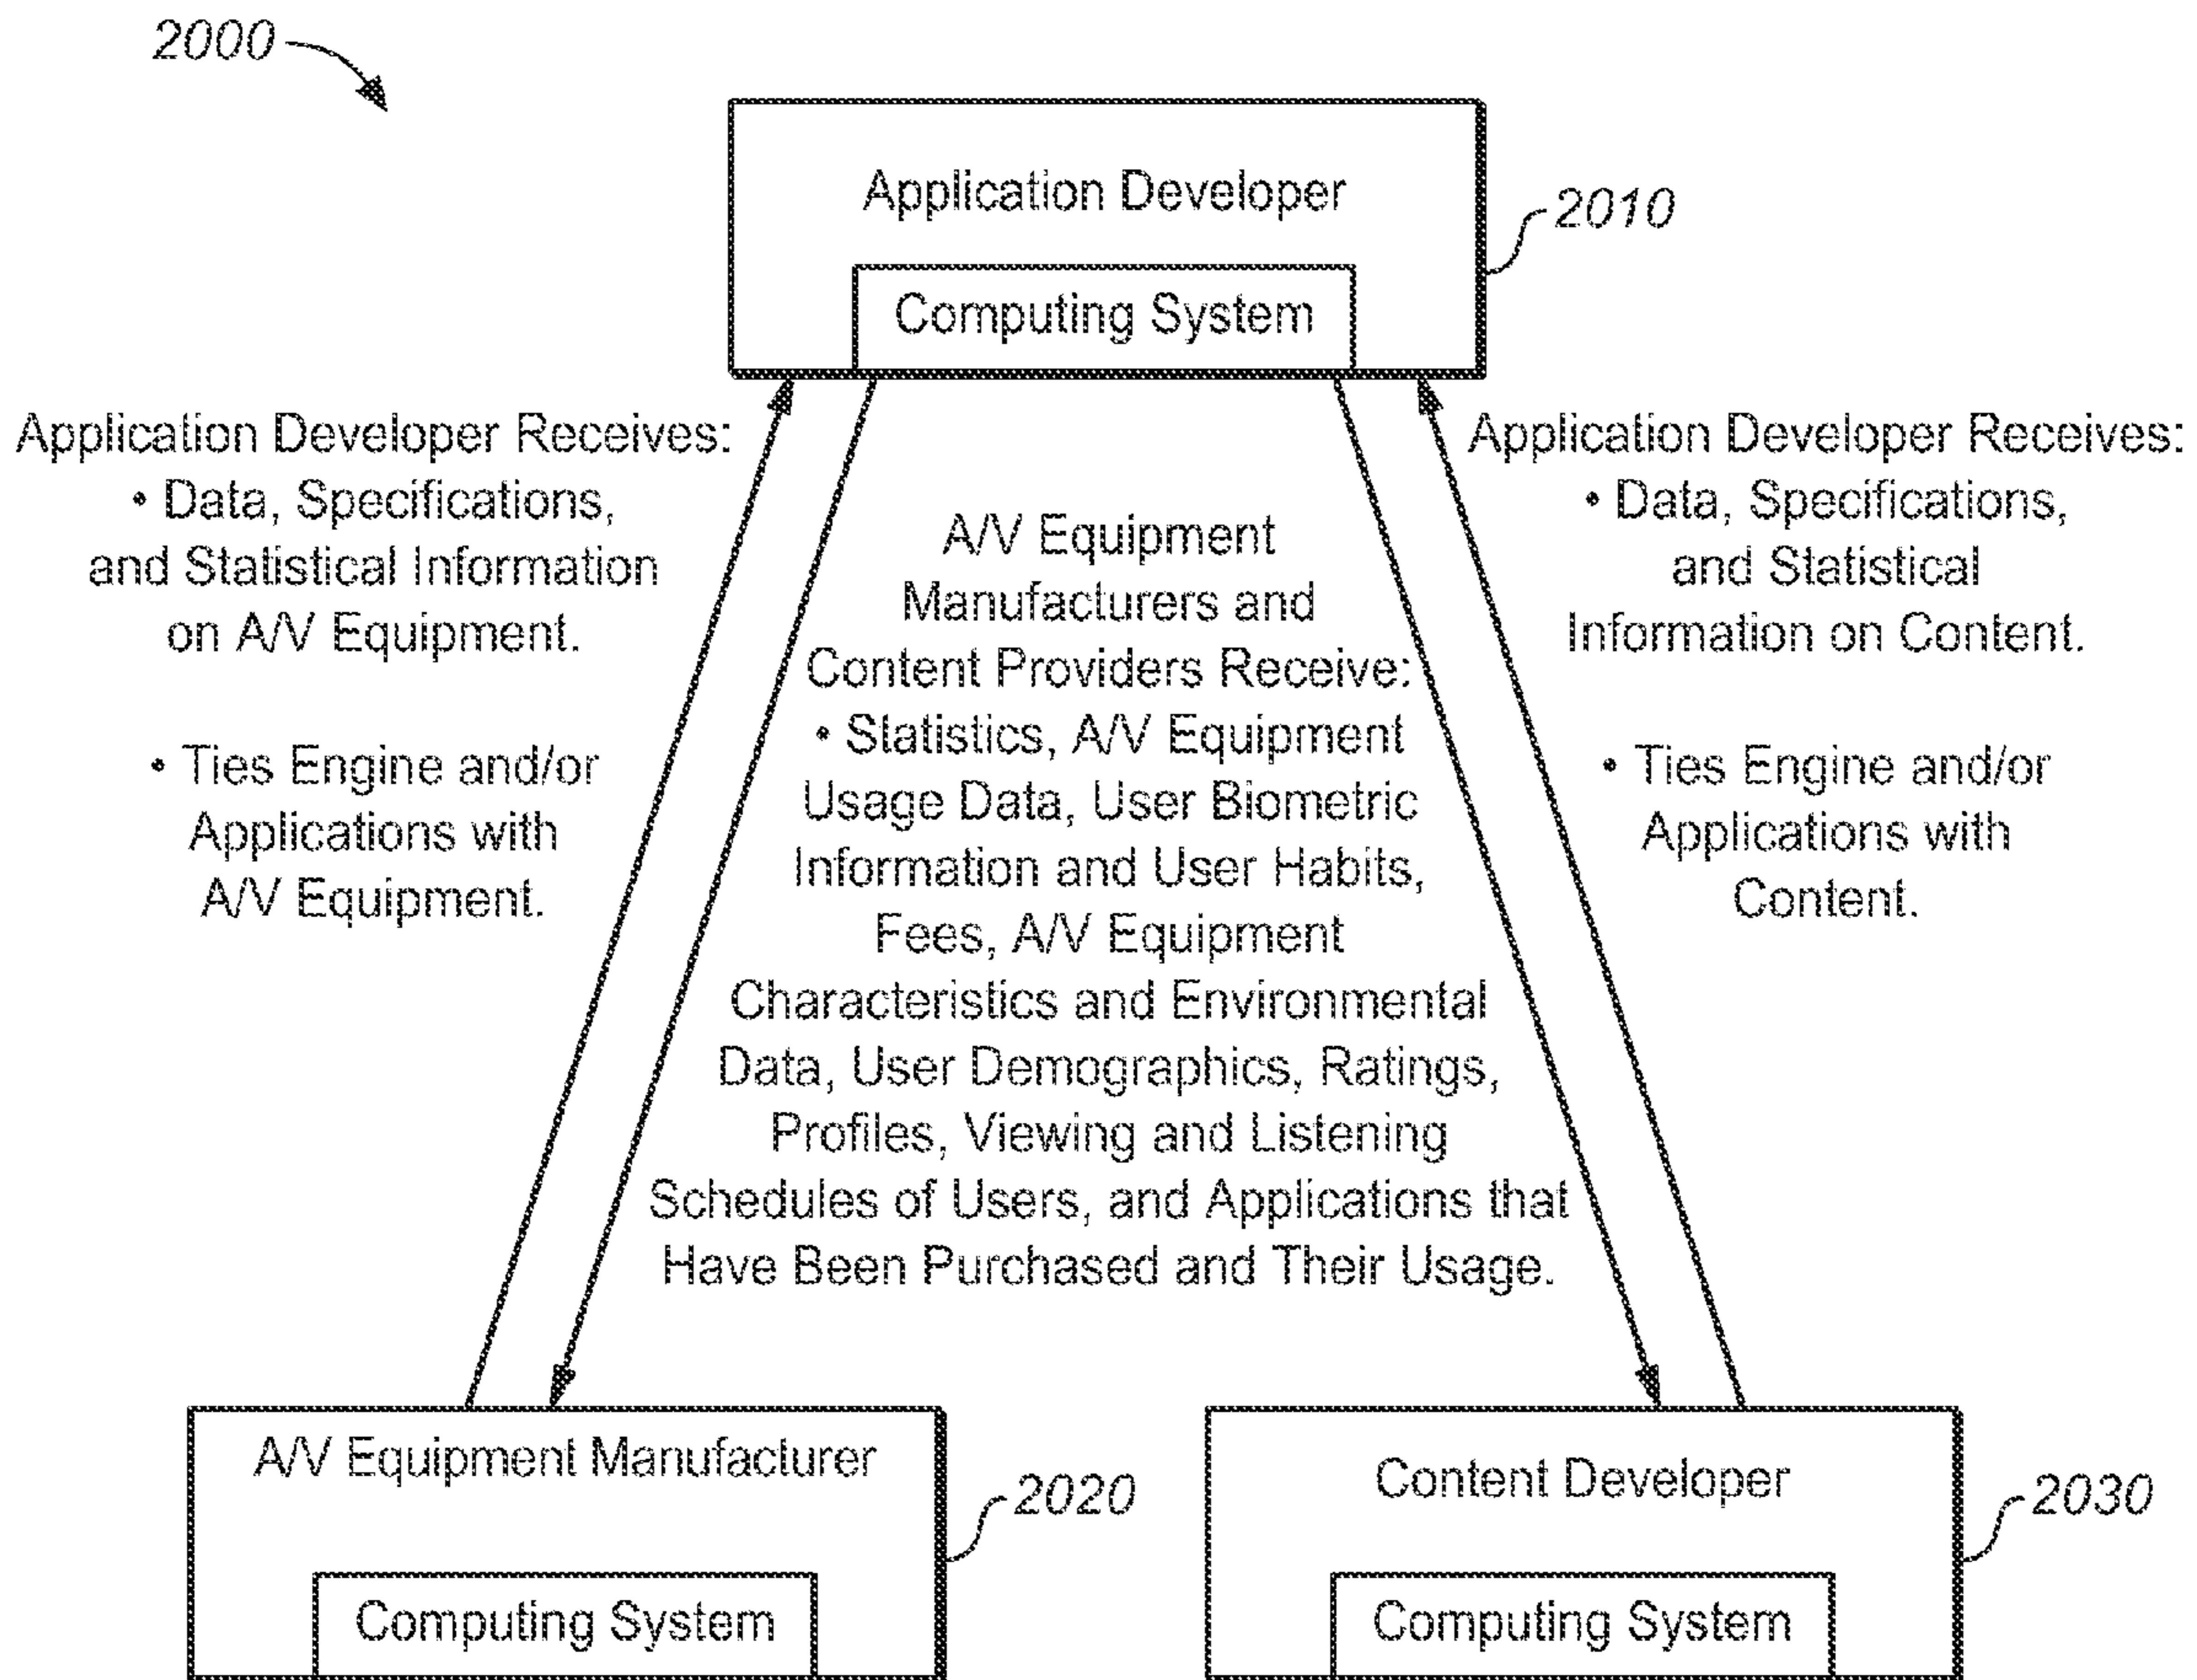 2000
Application Developer
2010
Computing System
Application Developer Receives:
• Data, Specifications,
and Statistical Information
on A/V Equipment.
• Ties Engine and/or
Applications with
A/V Equipment.
A/V Equipment
Manufacturers and
Content Providers Receive:
• Statistics, A/V Equipment
Usage Data, User Biometric
Information and User Habits,
Fees, A/V Equipment
Characteristics and Environmental
Data, User Demographics, Ratings,
Profiles, Viewing and Listening
Schedules of Users, and Applications that
Have Been Purchased and Their Usage.
Application Developer Receives:
• Data, Specifications,
and Statistical
Information on Content.
• Ties Engine and/or
Applications with
Content.
A/V Equipment Manufacturer
2020
Computing System
Content Developer
2030
Computing System